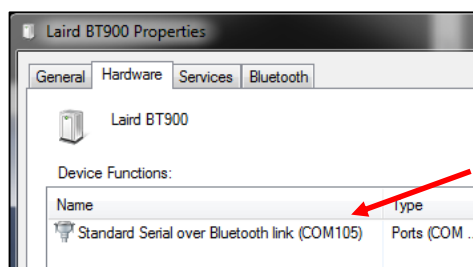 Laird BT900 Properties
General Hardware Services Bluetooth
Laird BT900
Device Functions:
Name Type
Standard Serial over Bluetooth link (COM105) Ports (COM ...